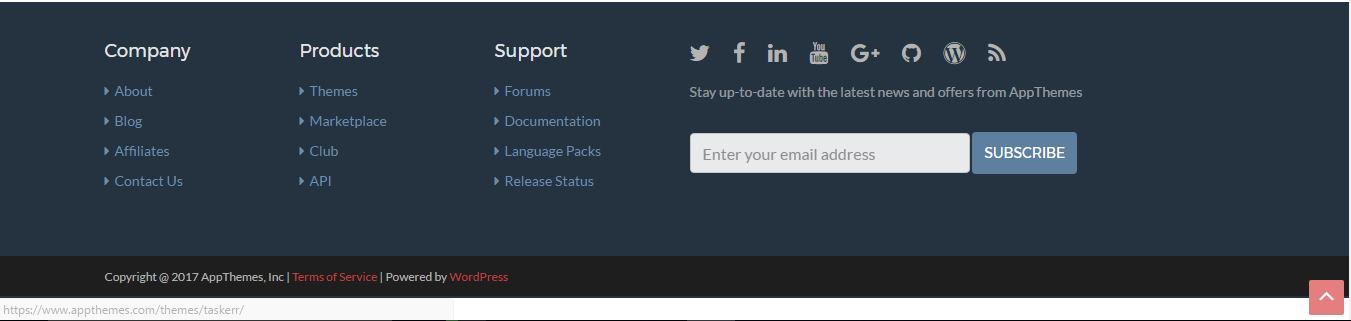 Company
About
Blog
Affiliates
Contact Us
Products
Themes
Marketplace
Club
API
Support
Forums
Documentation
Language Packs
Release Status
You
Tube
G+
Stay up-to-date with the latest news and offers from AppThemes
Enter your email address
SUBSCRIBE
Copyright @ 2017 AppThemes, Inc | Terms of Service | Powered by WordPress
https://www.appthemes.com/themes/taskerr/